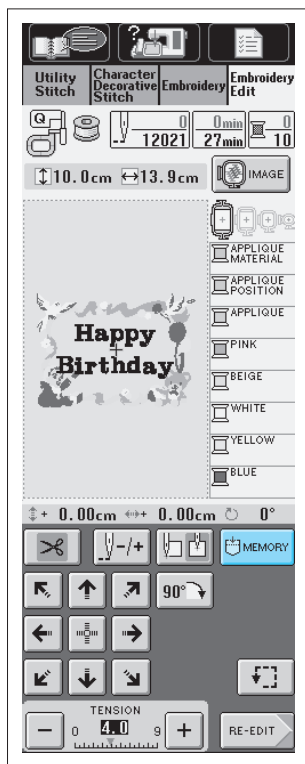 Utility
Stitch
Character
Decorative
Stitch
Embroidery
Embroidery
Edit
Q
0
12021
0min
27min
0
10
10.0cm 13.9cm
IMAGE
APPLIQUE
MATERIAL
APPLIQUE
POSITION
APPLIQUE
PINK
BEIGE
WHITE
YELLOW
BLUE
Happy
Birthday
+ 0.00cm + 0.00cm 0°
-/+
MEMORY
90°
TENSION
- 0 4.0 9 +
RE-EDIT